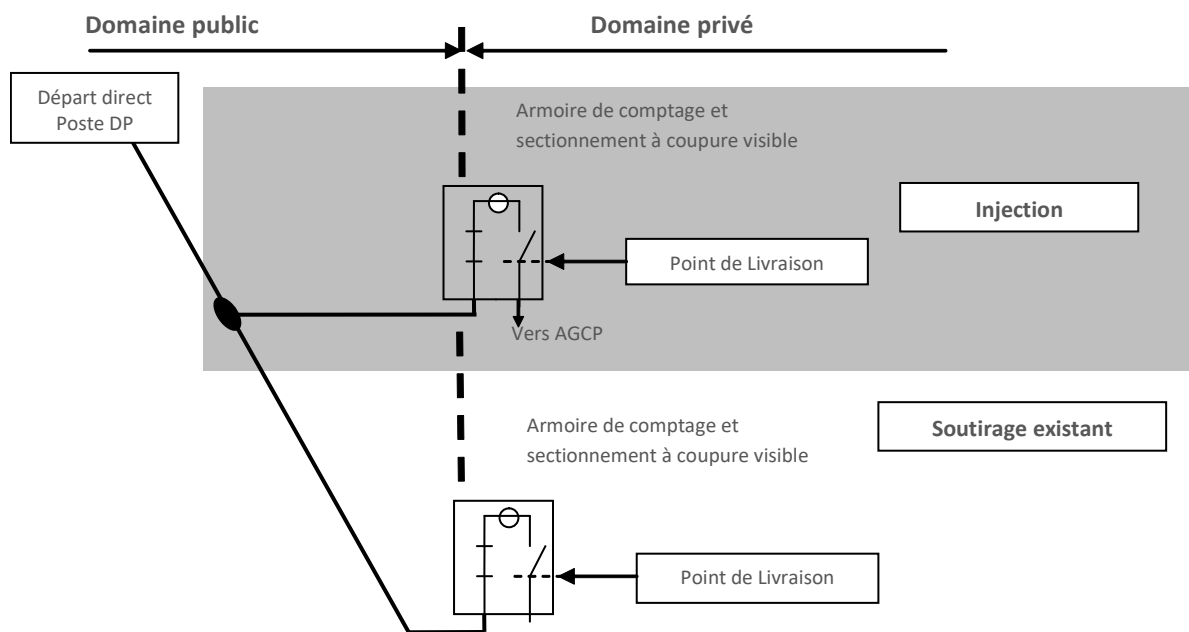 Domaine public
Domaine privé
Départ direct
Poste DP
Armoire de comptage et
sectionnement à coupure visible
Injection
Point de Livraison
Vers AGCP
Armoire de comptage et
sectionnement à coupure visible
Soutirage existant
Point de Livraison